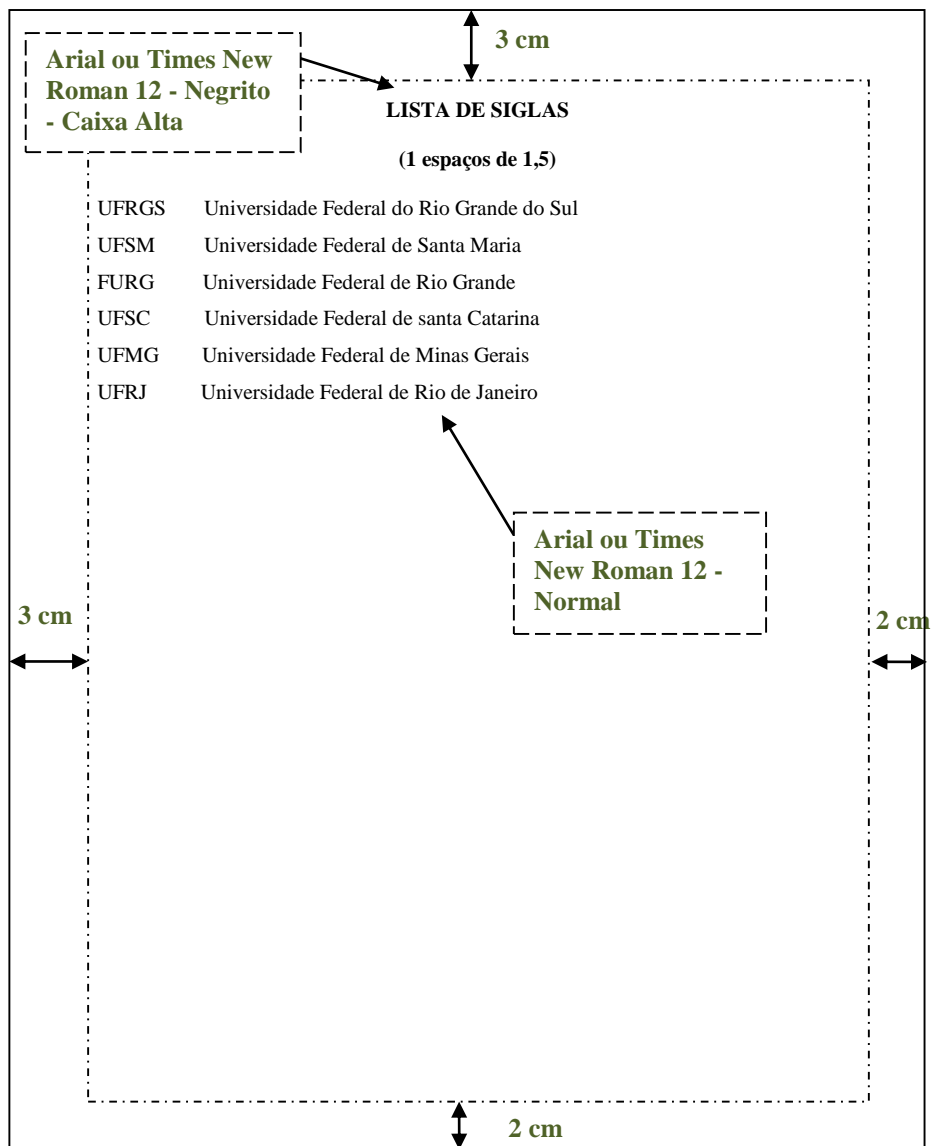 3 cm
Arial ou Times New
Roman 12 - Negrito
- Caixa Alta
LISTA DE SIGLAS
(1 espaços de 1,5)
UFRGS Universidade Federal do Rio Grande do Sul
UFSM Universidade Federal de Santa Maria
FURG Universidade Federal de Rio Grande
UFSC Universidade Federal de santa Catarina
UFMG Universidade Federal de Minas Gerais
UFRJ Universidade Federal de Rio de Janeiro
Arial ou Times
New Roman 12 -
Normal
3 cm
2 cm
2 cm